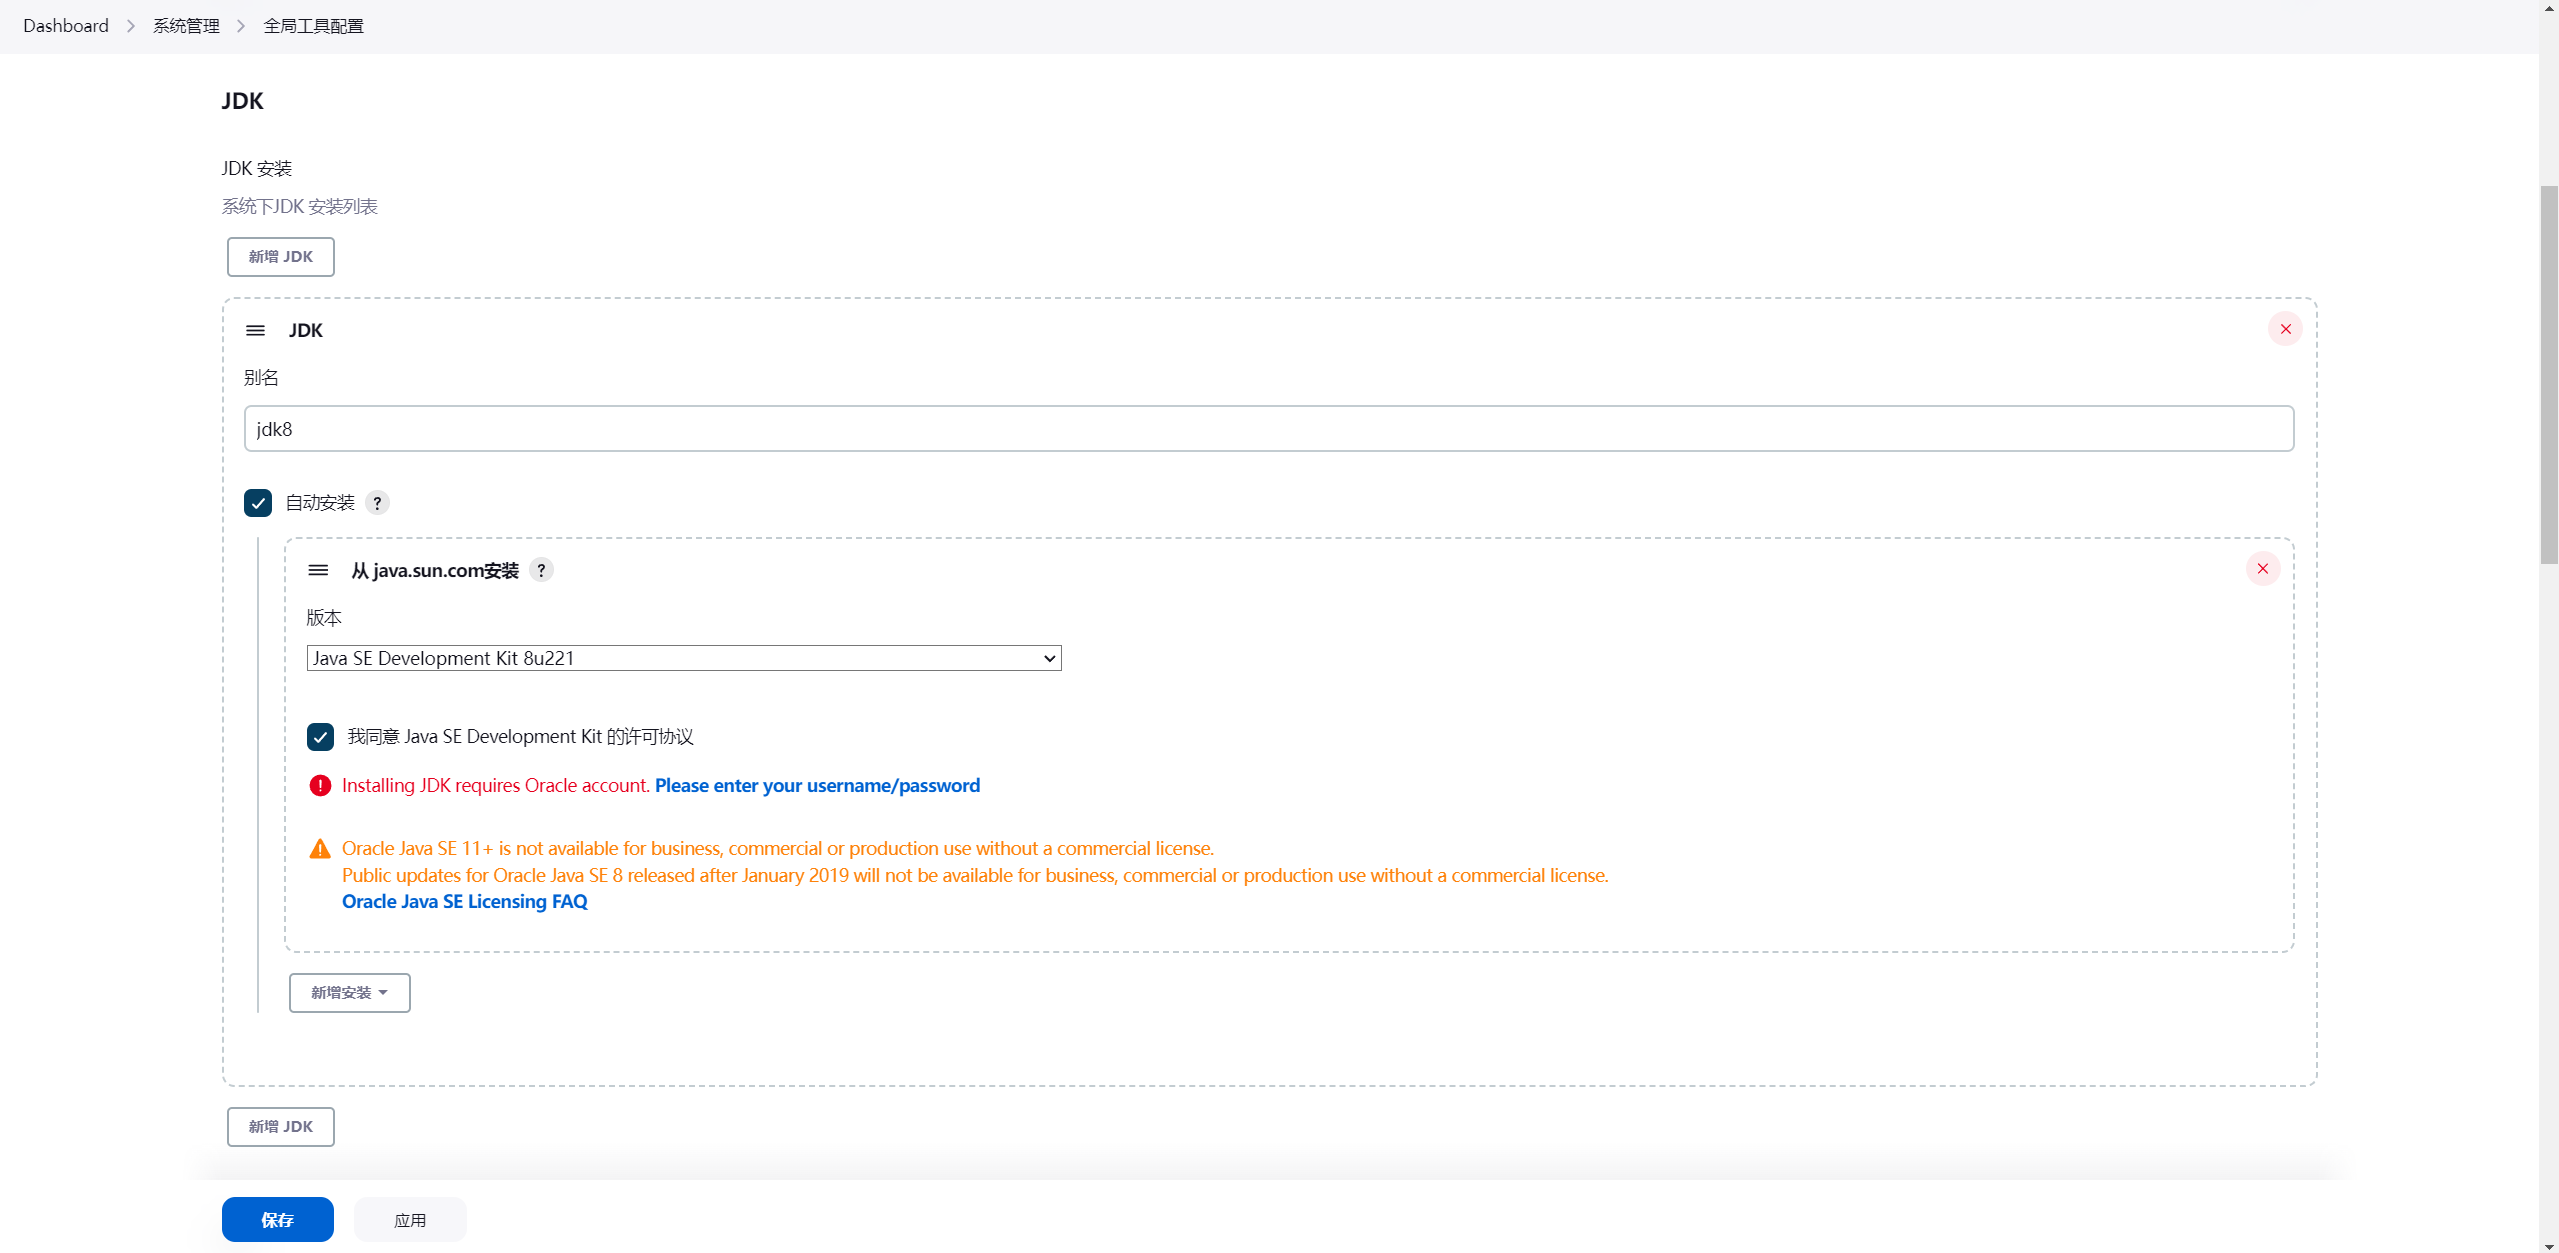 Dashboard 系统管理 全局工具配置
JDK
JDK 安装
系统下JDK 安装列表
新增 JDK
JDK
别名
jdk8
自动安装 ?
从 java.sun.com安装 ?
版本
Java SE Development Kit 8u221
我同意 Java SE Development Kit 的许可协议
Installing JDK requires Oracle account. Please enter your username/password
Oracle Java SE 11+ is not available for business, commercial or production use without a commercial license.
Public updates for Oracle Java SE 8 released after January 2019 will not be available for business, commercial or production use without a commercial license.
Oracle Java SE Licensing FAQ
新增安装
新增 JDK
保存 应用